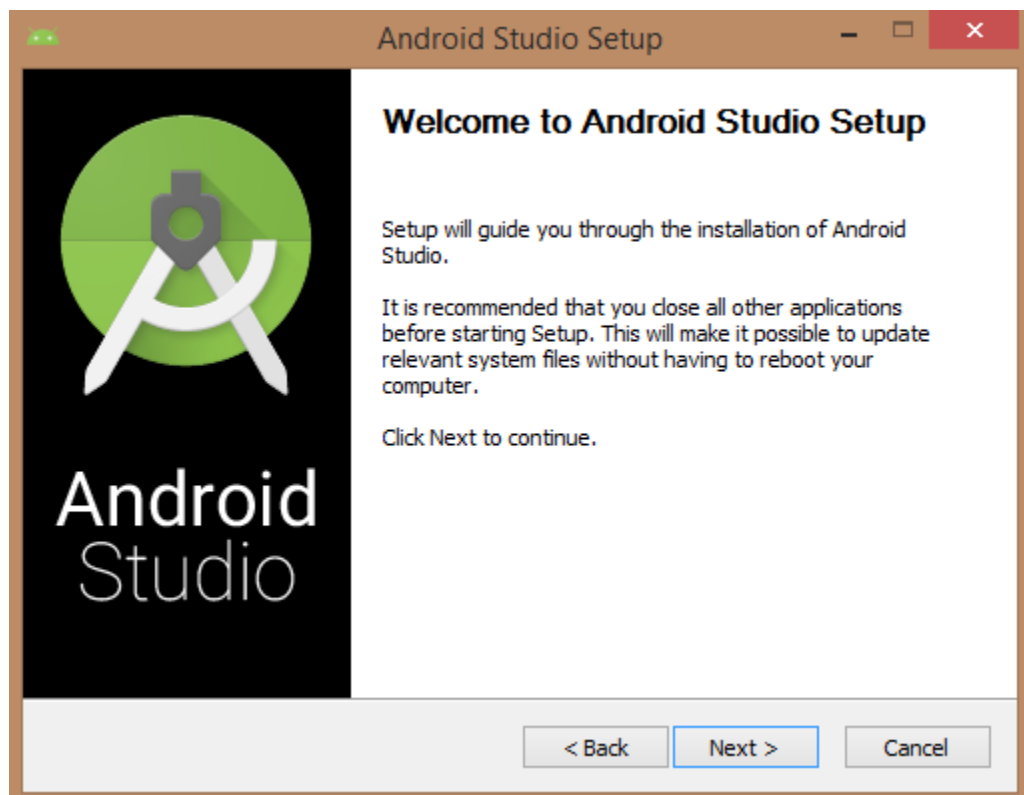 Android Studio Setup
Welcome to Android Studio Setup
Setup will guide you through the installation of Android
Studio.
It is recommended that you close all other applications
before starting Setup. This will make it possible to update
relevant system files without having to reboot your
computer.
Click Next to continue.
Android
Studio
< Back
Next >
Cancel